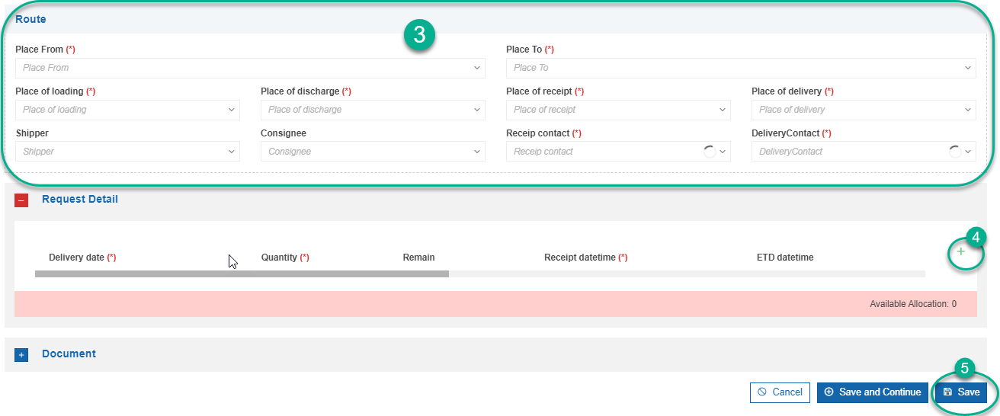 Route
3
Place From (*) Place To (*)
Place From Place To
Place of loading (*) Place of discharge (*) Place of receipt (*) Place of delivery (*)
Place of loading Place of discharge Place of receipt Place of delivery
Shipper Consignee Receip contact (*) DeliveryContact (*)
Shipper Consignee Receip contact DeliveryContact
Request Detail
4
Delivery date (*) Quantity (*) Remain Receipt datetime (*) ETD datetime
Available Allocation: 0
Document
5
Cancel Save and Continue Save